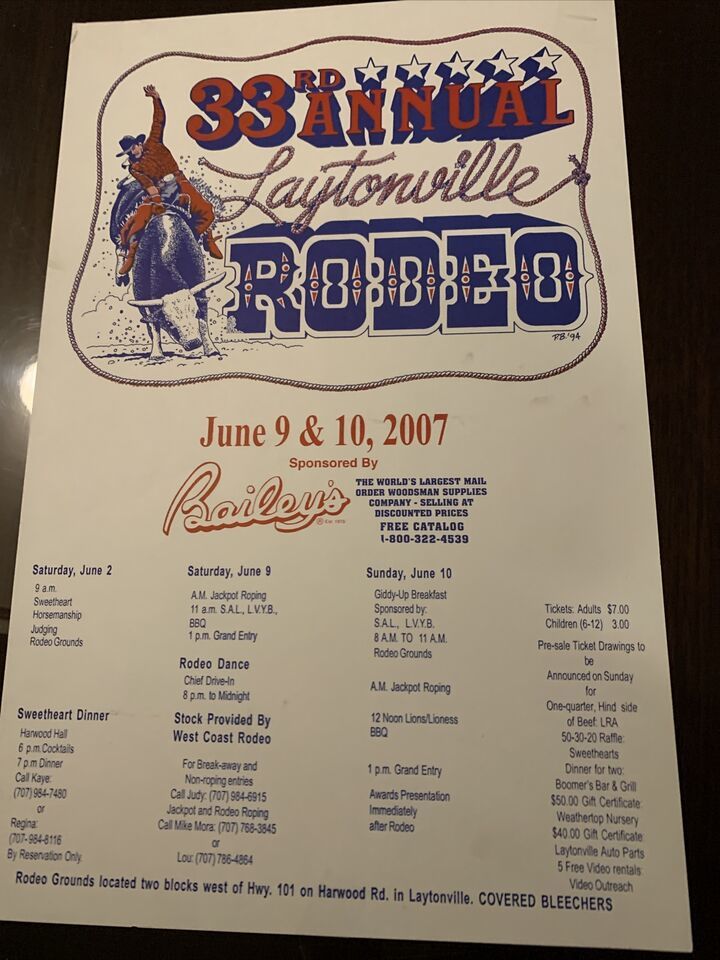 33RD ANNUAL
Laytonville
RODEO
P.B. '94
June 9 & 10, 2007
Sponsored By
Bailey's
® Est. 1975
THE WORLD'S LARGEST MAIL
ORDER WOODSMAN SUPPLIES
COMPANY - SELLING AT
DISCOUNTED PRICES
FREE CATALOG
1-800-322-4539
Saturday, June 2
9 a.m.
Sweetheart
Horsemanship
Judging
Rodeo Grounds
Sweetheart Dinner
Harwood Hall
6 p.m. Cocktails
7 p.m Dinner
Call Kaye:
(707) 984-7480
or
Regina:
(707- 984-8116
By Reservation Only.
Saturday, June 9
A.M. Jackpot Roping
11 a.m. S.A.L., L.V.Y.B.,
BBQ
1 p.m. Grand Entry
Rodeo Dance
Chief Drive-In
8 p.m. to Midnight
Stock Provided By
West Coast Rodeo
For Break-away and
Non-roping entries
Call Judy: (707) 984-6915
Jackpot and Rodeo Roping
Call Mike Mora: (707) 768-3845
or
Lou: (707) 786-4864
Sunday, June 10
Giddy-Up Breakfast
Sponsored by:
S.A.L., L.V.Y.B.
8 A.M. TO 11 A.M.
Rodeo Grounds
A.M. Jackpot Roping
12 Noon Lions/Lioness
BBQ
1 p.m. Grand Entry
Awards Presentation
Immediately
after Rodeo
Tickets: Adults $7.00
Children (6-12) 3.00
Pre-sale Ticket Drawings to
be
Announced on Sunday
for
One-quarter, Hind side
of Beef: LRA
50-30-20 Raffle:
Sweethearts
Dinner for two:
Boomer's Bar & Grill
$50.00 Gift Certificate:
Weathertop Nursery
$40.00 Gift Certificate
Laytonville Auto Parts
5 Free Video rentals:
Video Outreach
Rodeo Grounds located two blocks west of Hwy. 101 on Harwood Rd. in Laytonville. COVERED BLEECHERS